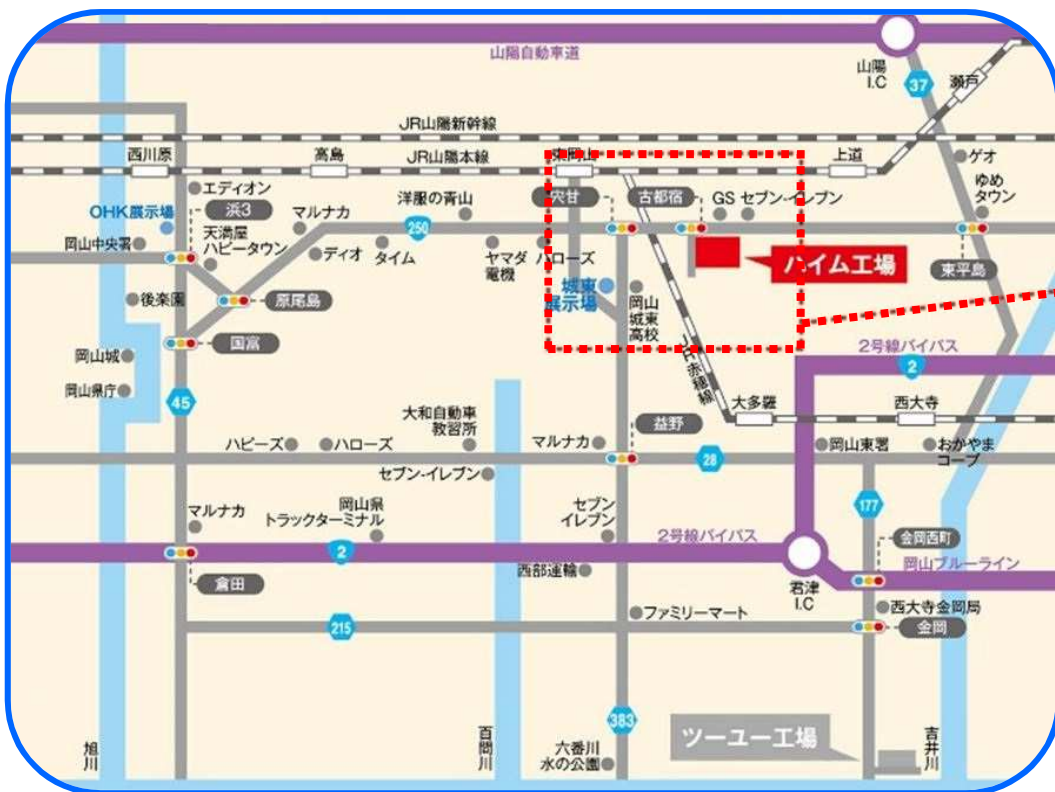 山陽自動車道
山陽
I.C
37
瀬戸
JR山陽新幹線
西川原
高島
JR山陽本線
東岡山
上道
ゲオ
エディオン
OHK展示場
浜3
マルナカ
洋服の青山
穴甘
古都宿
GS
セブン-イレブン
ゆめ
タウン
250
岡山中央署
天満屋
ハピータウン
ディオ
タイム
ヤマダ
電機
ハローズ
ハイム工場
東平島
後楽園
原尾島
城東
展示場
岡山
城東
高校
国富
岡山城
JR赤穂線
2号線バイパス
2
岡山県庁
45
大多羅
西大寺
大和自動車
教習所
益野
ハピーズ
ハローズ
マルナカ
28
岡山東署
おかやま
コープ
セブン-イレブン
マルナカ
岡山県
トラックターミナル
セブン
イレブン
177
2
2号線バイパス
金岡西町
岡山ブルーライン
倉田
西部運輸
君津
I.C
215
ファミリーマート
西大寺金岡局
金岡
383
ツーユー工場
旭川
百間川
六番川
水の公園
吉井川